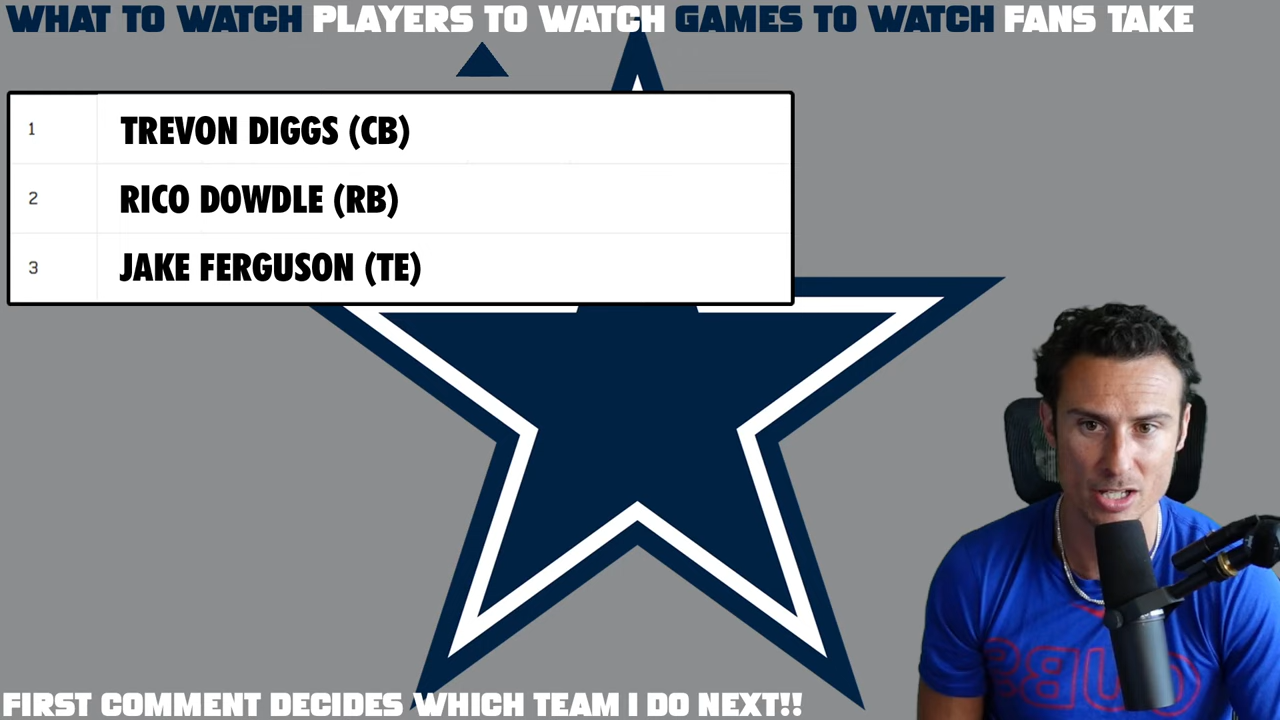 WHAT TO WATCH PLAYERS TO WATCH GAMES TO WATCH FANS TAKE
1 TREVON DIGGS (CB)
2 RICO DOWDLE (RB)
3 JAKE FERGUSON (TE)
CUBS
FIRST COMMENT DECIDES WHICH TEAM I DO NEXT!!